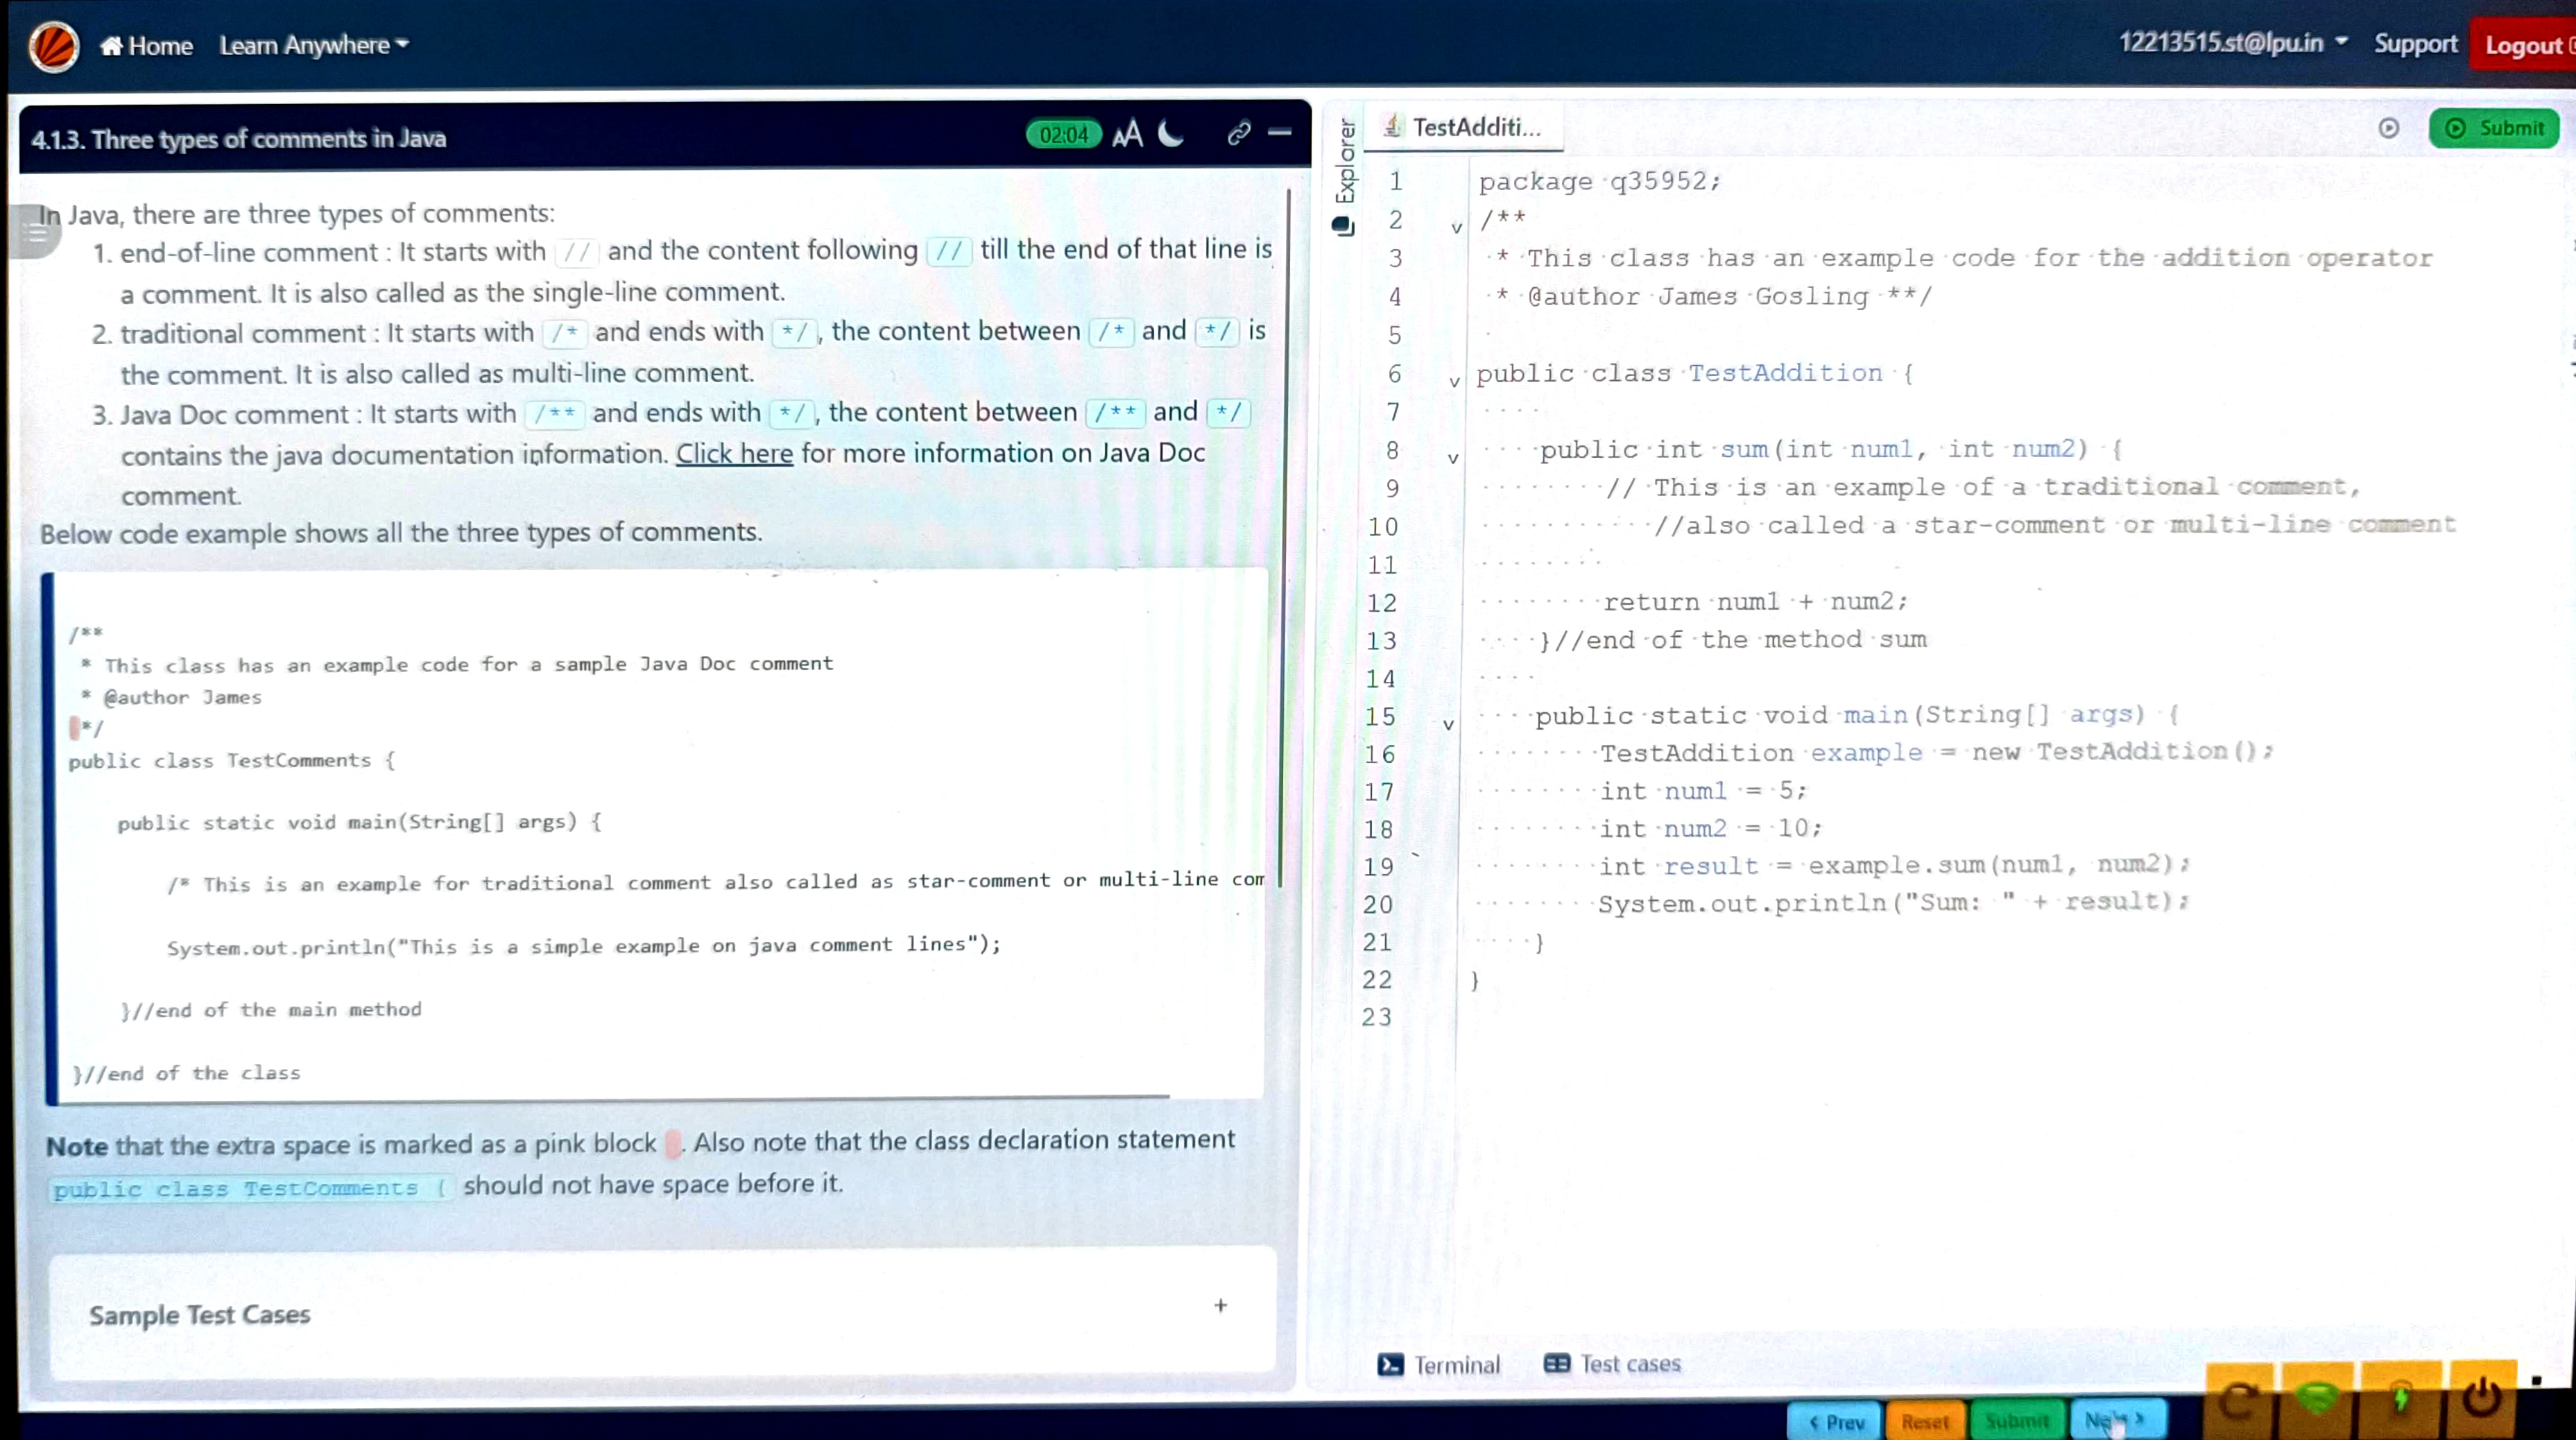 Home Learn Anywhere 12213515.st@lpu.in Support Logout
4.1.3. Three types of comments in Java 02:04 AA
In Java, there are three types of comments:
1. end-of-line comment : It starts with // and the content following // till the end of that line is
a comment. It is also called as the single-line comment.
2. traditional comment : It starts with /* and ends with */, the content between /* and */ is
the comment. It is also called as multi-line comment.
3. Java Doc comment : It starts with /** and ends with */, the content between /** and */
contains the java documentation information. Click here for more information on Java Doc
comment.
Below code example shows all the three types of comments.
/**
* This class has an example code for a sample Java Doc comment
* @author James
*/
public class TestComments {
public static void main(String[] args) {
/* This is an example for traditional comment also called as star-comment or multi-line com
System.out.println("This is a simple example on java comment lines");
}//end of the main method
}//end of the class
Note that the extra space is marked as a pink block . Also note that the class declaration statement
public class TestComments { should not have space before it.
Sample Test Cases +
Explorer
TestAdditi... Submit
1 package q35952;
2 /**
3 * This class has an example code for the addition operator
4 * @author James Gosling **/
5
6 public class TestAddition {
7
8 public int sum(int num1, int num2) {
9 // This is an example of a traditional comment,
10 //also called a star-comment or multi-line comment
11
12 return num1 + num2;
13 }//end of the method sum
14
15 public static void main(String[] args) {
16 TestAddition example = new TestAddition();
17 int num1 = 5;
18 int num2 = 10;
19 int result = example.sum(num1, num2);
20 System.out.println("Sum: " + result);
21 }
22 }
23
Terminal Test cases
< Prev Reset Submit Next >